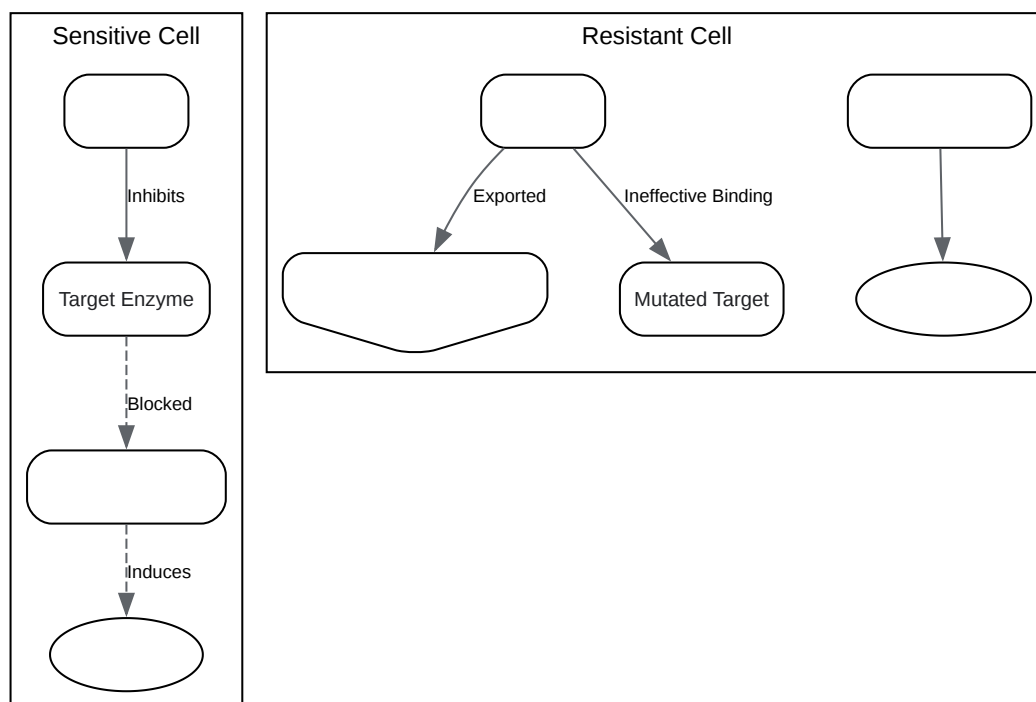 Sensitive Cell
Inhibits
Target Enzyme
Blocked
Induces
Resistant Cell
Exported
Ineffective Binding
Mutated Target